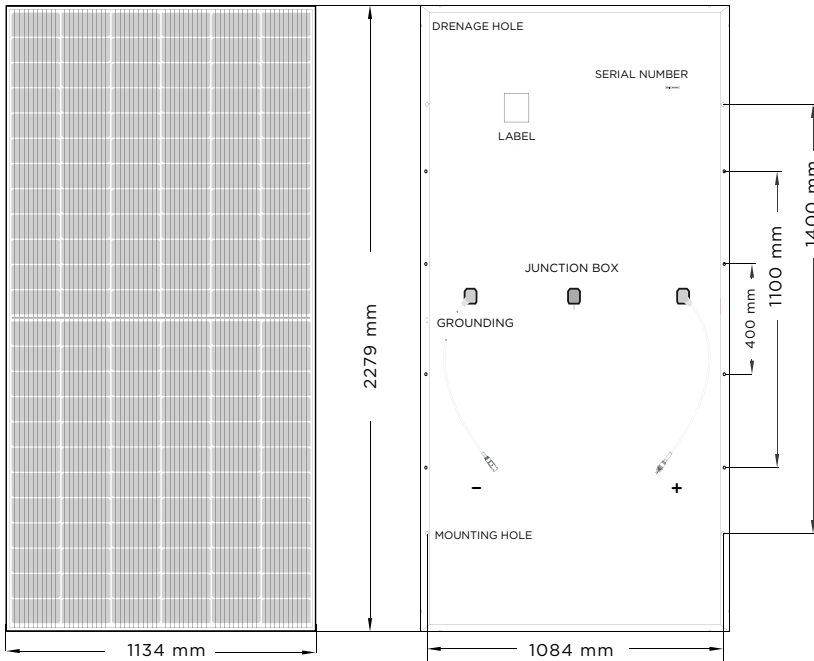 DRENAGE HOLE
SERIAL NUMBER
LABEL
JUNCTION BOX
GROUNDING
2279 mm
400 mm
1100 mm
1400 mm
−
+
MOUNTING HOLE
1134 mm
1084 mm